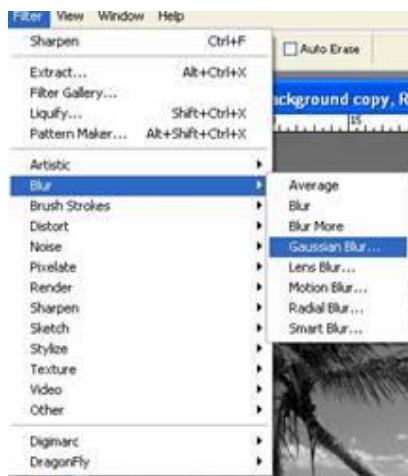 Filter View Window Help
Sharpen Ctrl+F
Auto Erase
Extract... Alt+Ctrl+X
Filter Gallery...
Liquify... Shift+Ctrl+X
Pattern Maker... Alt+Shift+Ctrl+X
ckground copy, R
15
Artistic
Blur
Brush Strokes
Distort
Noise
Pixelate
Render
Sharpen
Sketch
Stylize
Texture
Video
Other
Digimarc
DragonFly
Average
Blur
Blur More
Gaussian Blur...
Lens Blur...
Motion Blur...
Radial Blur...
Smart Blur...